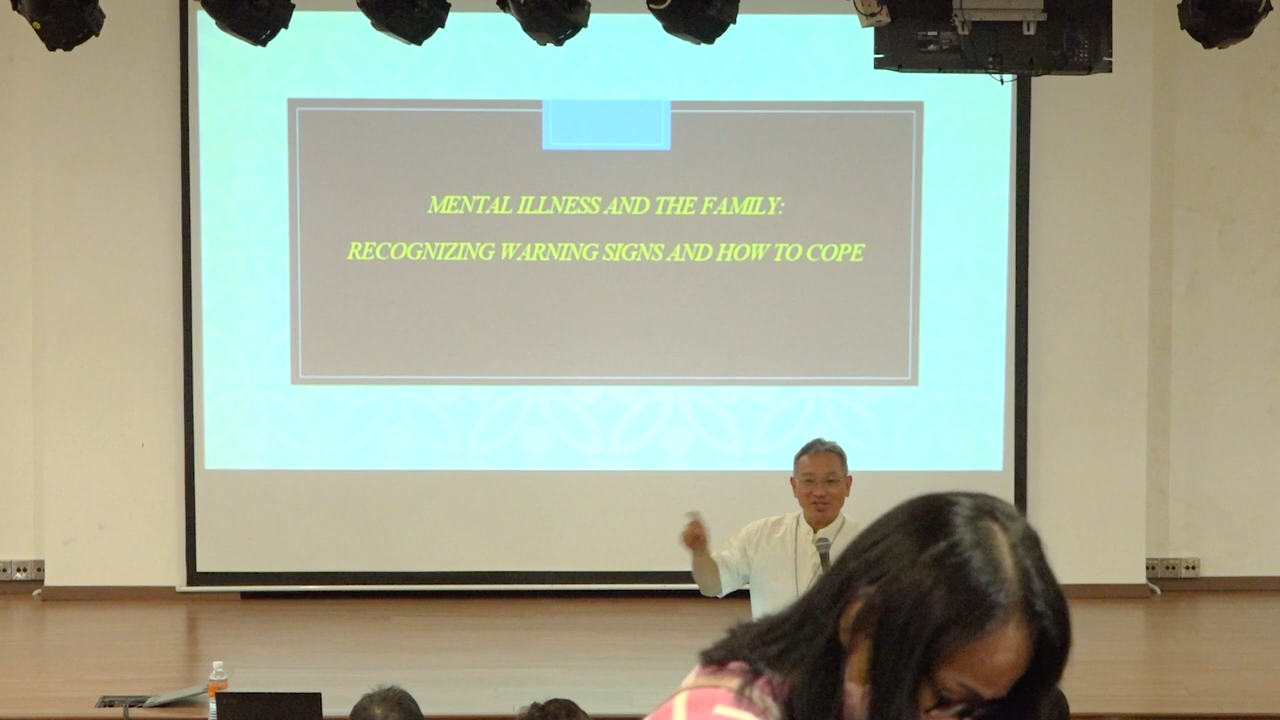 MENTAL ILLNESS AND THE FAMILY:
RECOGNIZING WARNING SIGNS AND HOW TO COPE